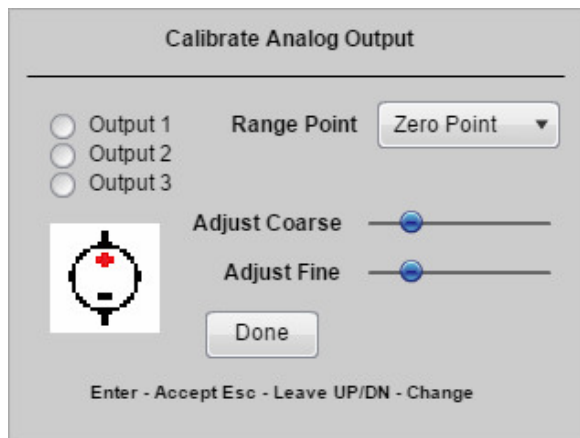 Calibrate Analog Output
Output 1
Range Point
Zero Point
Output 2
Output 3
Adjust Coarse
Adjust Fine
Done
Enter - Accept Esc - Leave UP/DN - Change